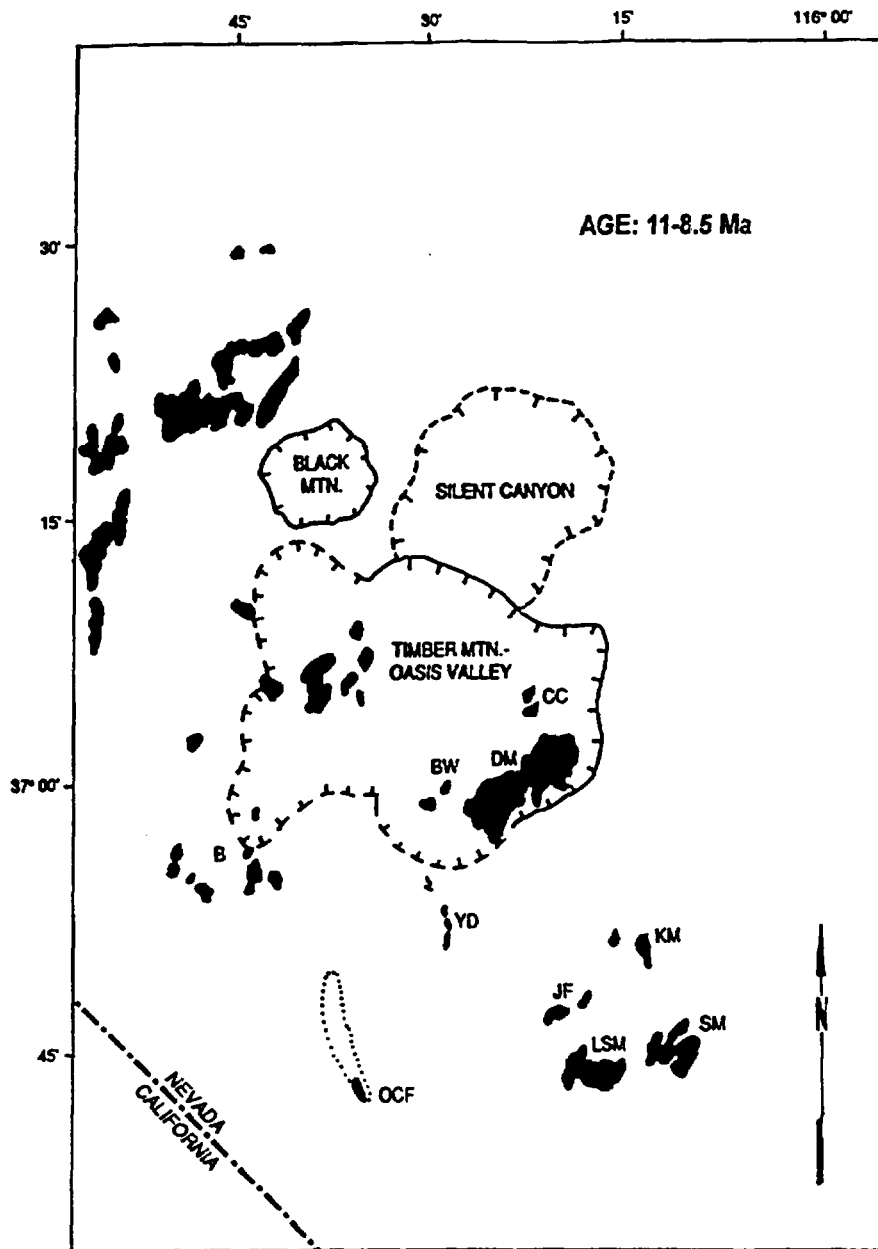 45'
30'
15'
116° 00'
AGE: 11-8.5 Ma
30'
BLACK
MTN.
SILENT CANYON
15'
TIMBER MTN.-
OASIS VALLEY
CC
DM
BW
37° 00'
B
YD
KM
JF
SM
LSM
N
45'
OCF
NEVADA
CALIFORNIA